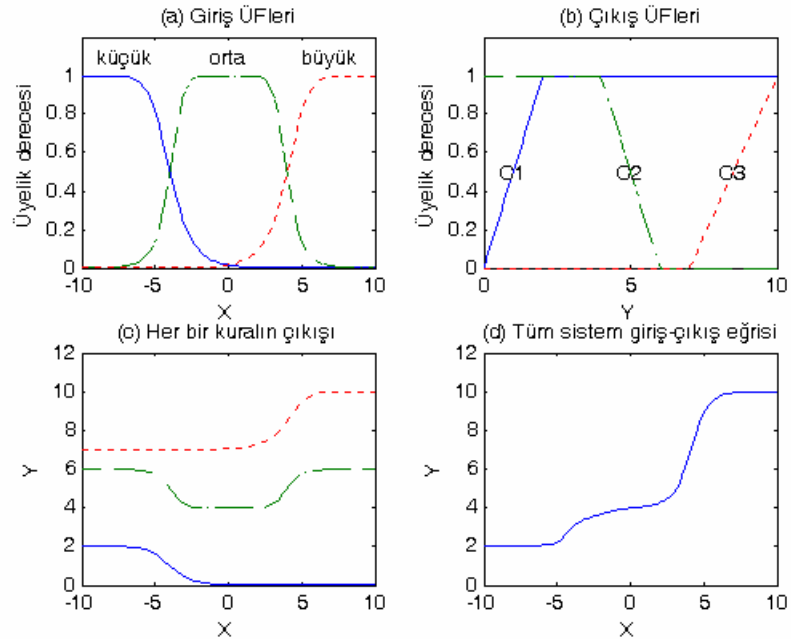 (a) Giriş ÜFleri
küçük orta büyük
Üyelik derecesi
1
0.8
0.6
0.4
0.2
0
-10 -5 0 5 10
X
(b) Çıkış ÜFleri
Üyelik derecesi
1
0.8
0.6
0.4
0.2
0
C1 C2 C3
0 5 10
Y
(c) Her bir kuralın çıkışı
Y
12
10
8
6
4
2
0
-10 -5 0 5 10
X
(d) Tüm sistem giriş-çıkış eğrisi
Y
12
10
8
6
4
2
0
-10 -5 0 5 10
X